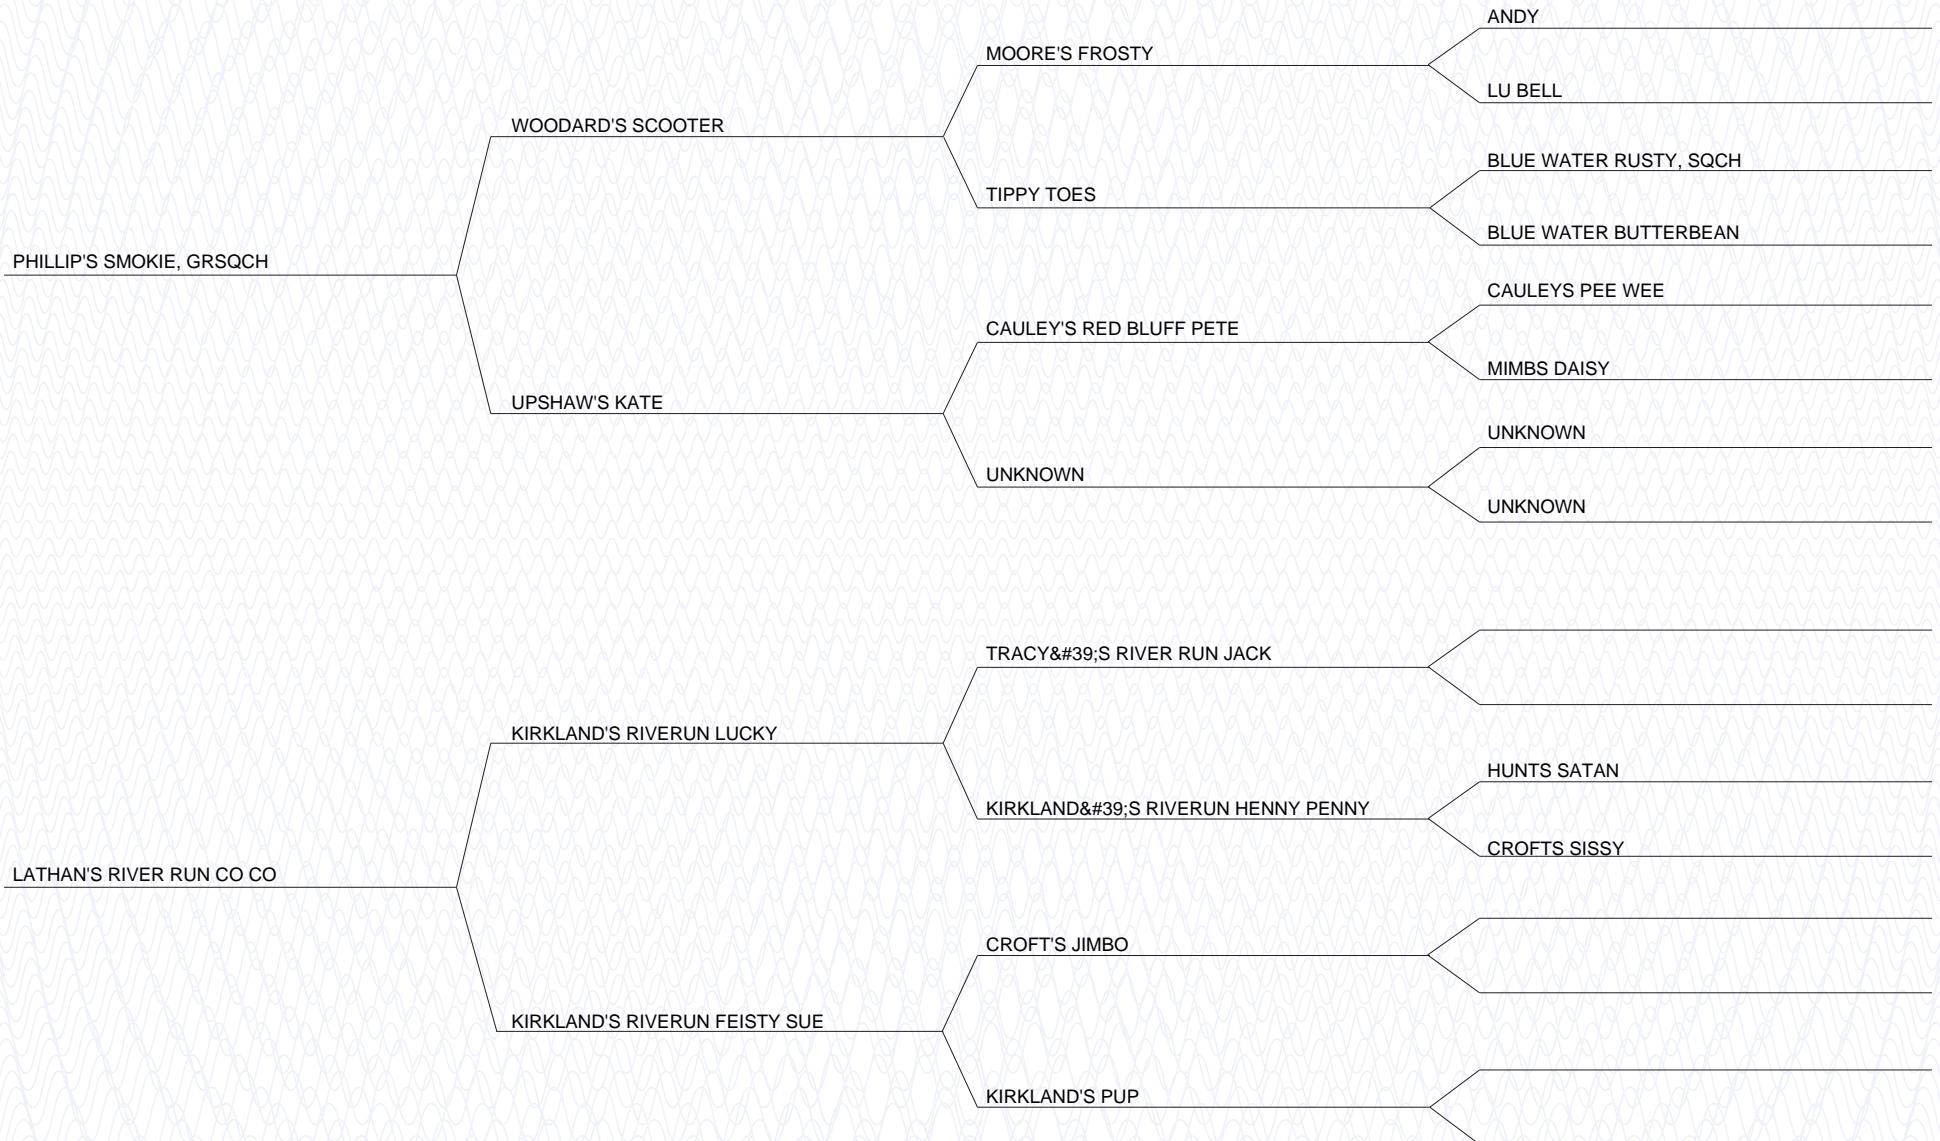 ANDY
MOORE'S FROSTY
LU BELL
WOODARD'S SCOOTER
BLUE WATER RUSTY, SQCH
TIPPY TOES
BLUE WATER BUTTERBEAN
PHILLIP'S SMOKIE, GRSQCH
CAULEYS PEE WEE
CAULEY'S RED BLUFF PETE
MIMBS DAISY
UPSHAW'S KATE
UNKNOWN
UNKNOWN
UNKNOWN
TRACY&#39;S RIVER RUN JACK
KIRKLAND'S RIVERUN LUCKY
HUNTS SATAN
KIRKLAND&#39;S RIVERUN HENNY PENNY
CROFTS SISSY
LATHAN'S RIVER RUN CO CO
CROFT'S JIMBO
KIRKLAND'S RIVERUN FEISTY SUE
KIRKLAND'S PUP